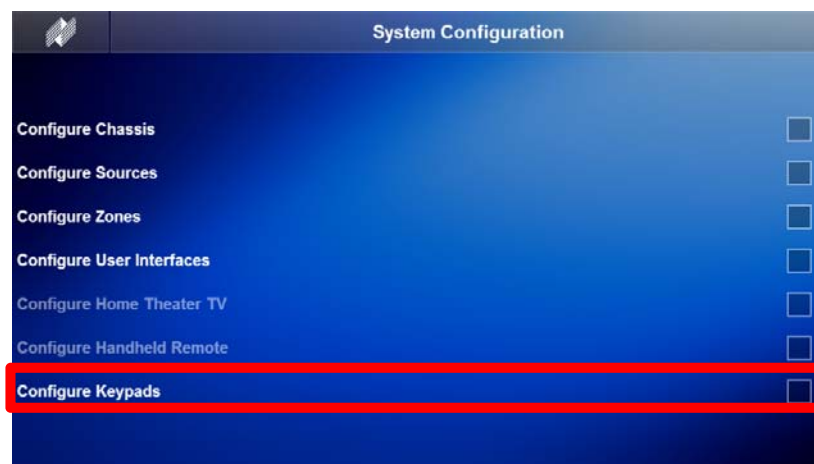 System Configuration
Configure Chassis
Configure Sources
Configure Zones
Configure User Interfaces
Configure Home Theater TV
Configure Handheld Remote
Configure Keypads